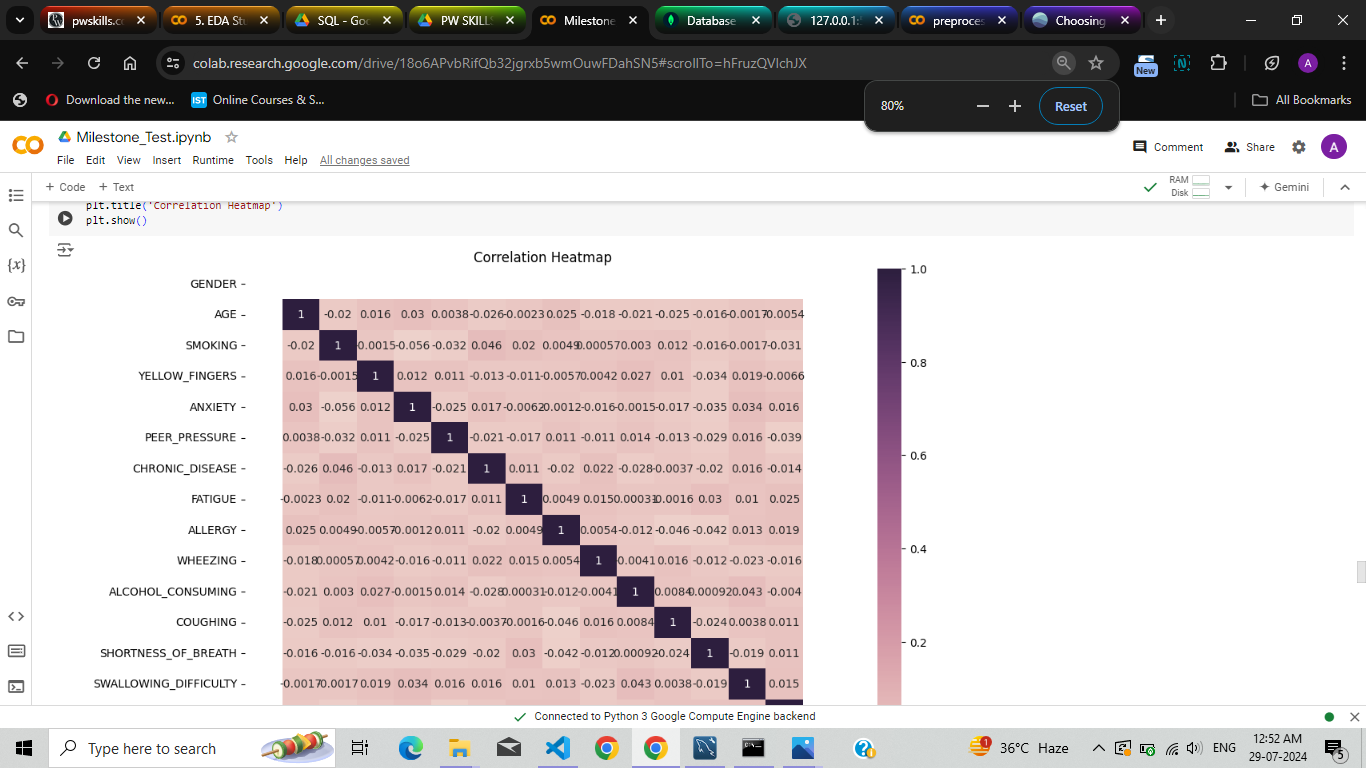 pwskills.co
5. EDA Stu
SQL - Goo
PW SKILL
Milestone
Database
127.0.0.1:
preproces
Choosing
colab.research.google.com/drive/18o6APvbRifQb32jgrxb5wmOuwFDahSN5#scrollTo=hFruzQVlchJX
New
A
Download the new...
IST Online Courses & S...
80%
Reset
All Bookmarks
Milestone_Test.ipynb
File Edit View Insert Runtime Tools Help All changes saved
Comment Share A
+ Code + Text
RAM
Disk
Gemini
plt.title('Correlation Heatmap')
plt.show()
Correlation Heatmap
GENDER
AGE 1 -0.02 0.016 0.03 0.0038 -0.026 -0.0023 0.025 -0.018 -0.021 -0.025 -0.016 -0.0017 0.0054
SMOKING -0.02 1 0.0015 -0.056 -0.032 0.046 0.02 0.0049 0.00057 0.003 0.012 -0.016 -0.0017 -0.031
YELLOW_FINGERS 0.016 -0.0015 1 0.012 0.011 -0.013 -0.011 -0.0057 0.0042 0.027 0.01 -0.034 0.019 -0.0066
ANXIETY 0.03 -0.056 0.012 1 -0.025 0.017 -0.0062 0.0012 -0.016 -0.0015 -0.017 -0.035 0.034 0.016
PEER_PRESSURE 0.0038 -0.032 0.011 -0.025 1 -0.021 -0.017 0.011 -0.011 0.014 -0.013 -0.029 0.016 -0.039
CHRONIC_DISEASE -0.026 0.046 -0.013 0.017 -0.021 1 0.011 -0.02 0.022 -0.028 -0.0037 -0.02 0.016 -0.014
FATIGUE -0.0023 0.02 -0.011 -0.0062 -0.017 0.011 1 0.0049 0.015 0.00031 0.0016 0.03 0.01 0.025
ALLERGY 0.025 0.0049 -0.0057 0.0012 0.011 -0.02 0.0049 1 0.0054 -0.012 -0.046 -0.042 0.013 0.019
WHEEZING -0.018 0.00057 0.0042 -0.016 -0.011 0.022 0.015 0.0054 1 -0.0041 0.016 -0.012 -0.023 -0.016
ALCOHOL_CONSUMING -0.021 0.003 0.027 -0.0015 0.014 -0.028 0.00031 -0.012 -0.0041 1 0.0084 0.00092 0.043 -0.004
COUGHING -0.025 0.012 0.01 -0.017 -0.013 -0.0037 -0.0016 -0.046 0.016 0.0084 1 -0.024 0.0038 0.011
SHORTNESS_OF_BREATH -0.016 -0.016 -0.034 -0.035 -0.029 -0.02 0.03 -0.042 -0.012 0.00092 -0.024 1 -0.019 0.011
SWALLOWING_DIFFICULTY -0.0017 0.0017 0.019 0.034 0.016 0.016 0.01 0.013 -0.023 0.043 0.0038 -0.019 1 0.015
1.0
0.8
0.6
0.4
0.2
Connected to Python 3 Google Compute Engine backend
Type here to search
1
36°C Haze
ENG
12:52 AM
29-07-2024
5